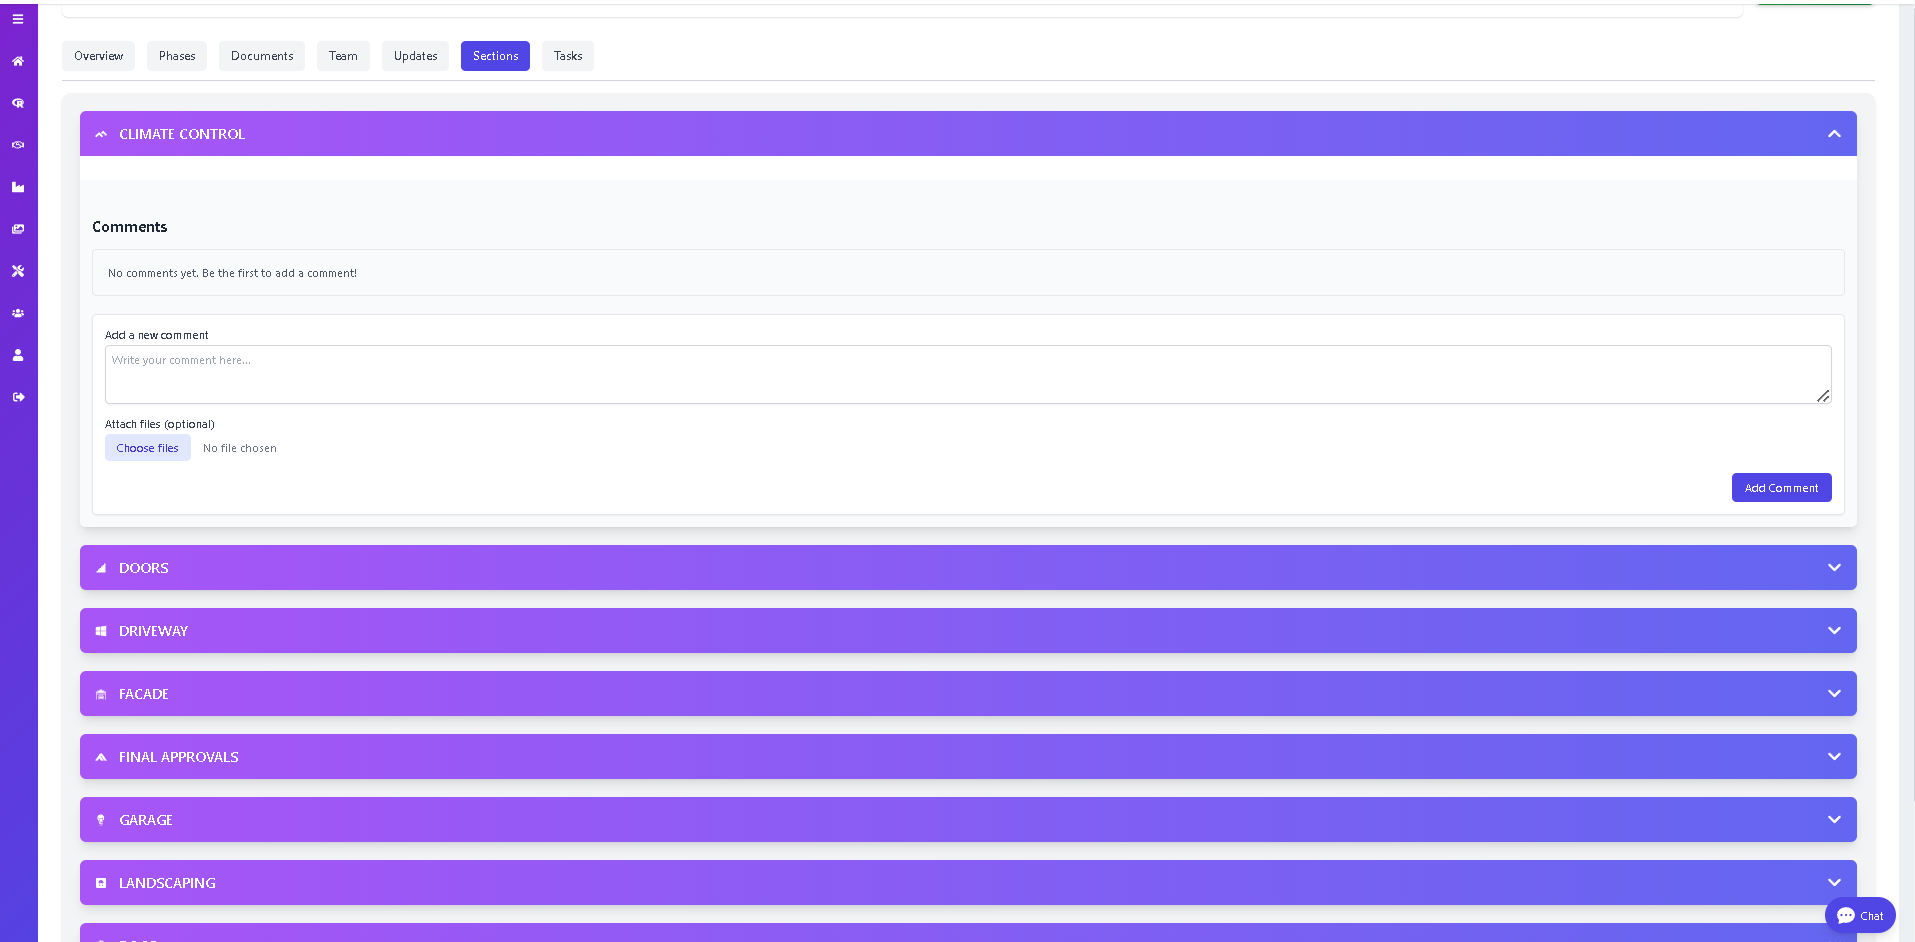 Overview Phases Documents Team Updates Sections Tasks
CLIMATE CONTROL
Comments
No comments yet. Be the first to add a comment!
Add a new comment
Write your comment here...
Attach files (optional)
Choose files No file chosen
Add Comment
DOORS
DRIVEWAY
FACADE
FINAL APPROVALS
GARAGE
LANDSCAPING
Chat